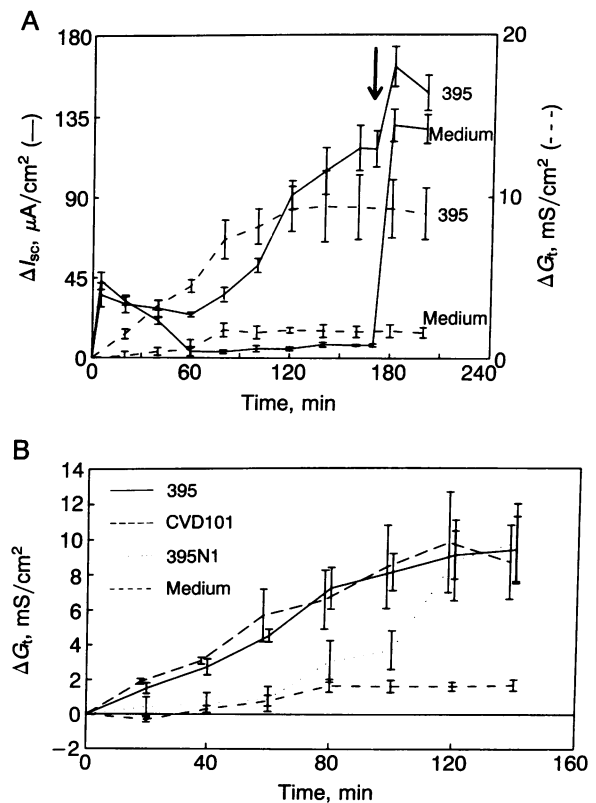 A
180
135
90
45
0
ΔIsc, μA/cm² (—)
20
10
0
ΔGt, mS/cm² (---)
395
Medium
395
Medium
0 60 120 180 240
Time, min
B
14
12
10
8
6
4
2
0
−2
ΔGt, mS/cm²
395
CVD101
395N1
Medium
0 40 80 120 160
Time, min